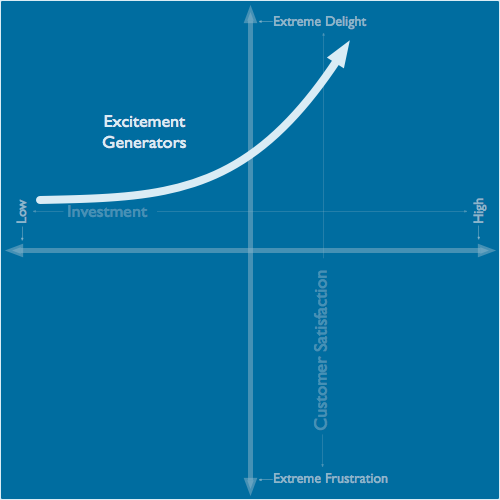 Extreme Delight
Excitement
Generators
Low
Investment
High
Customer Satisfaction
Extreme Frustration